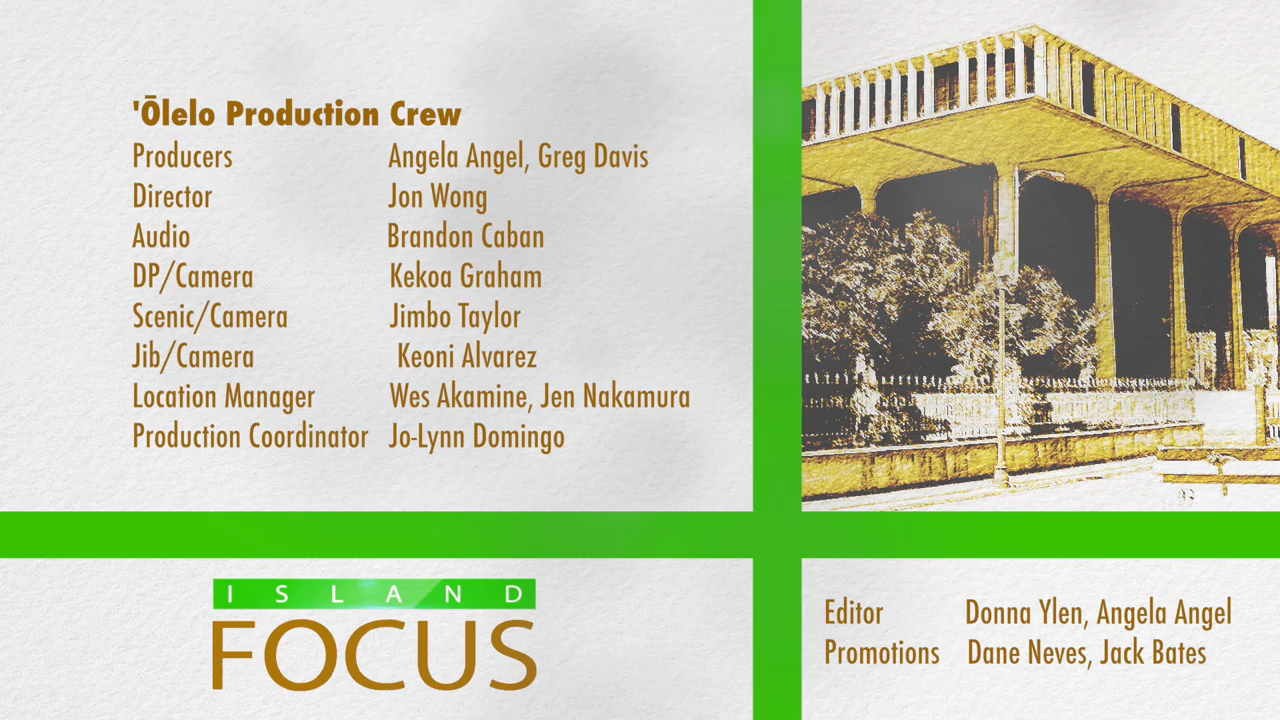 'Ōlelo Production Crew
Producers Angela Angel, Greg Davis
Director Jon Wong
Audio Brandon Caban
DP/Camera Kekoa Graham
Scenic/Camera Jimbo Taylor
Jib/Camera Keoni Alvarez
Location Manager Wes Akamine, Jen Nakamura
Production Coordinator Jo-Lynn Domingo
ISLAND
FOCUS
Editor Donna Ylen, Angela Angel
Promotions Dane Neves, Jack Bates